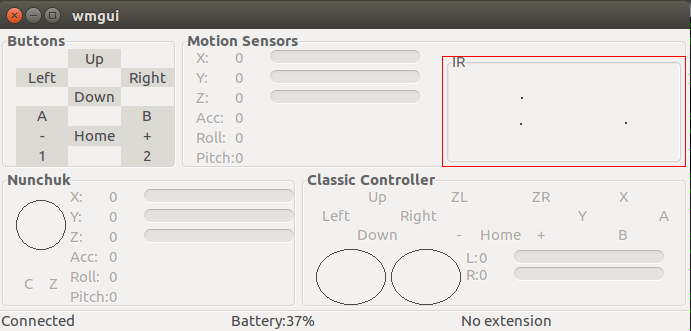 wmgui
Buttons
Up
Left Right
Down
A B
- Home +
1 2
Motion Sensors
X: 0
Y: 0
Z: 0
Acc: 0
Roll: 0
Pitch:0
IR
Nunchuk
X: 0
Y: 0
Z: 0
Acc: 0
Roll: 0
Pitch:0
C Z
Classic Controller
Up ZL ZR X
Left Right Y A
Down - Home + B
L:0
R:0
Connected Battery:37% No extension